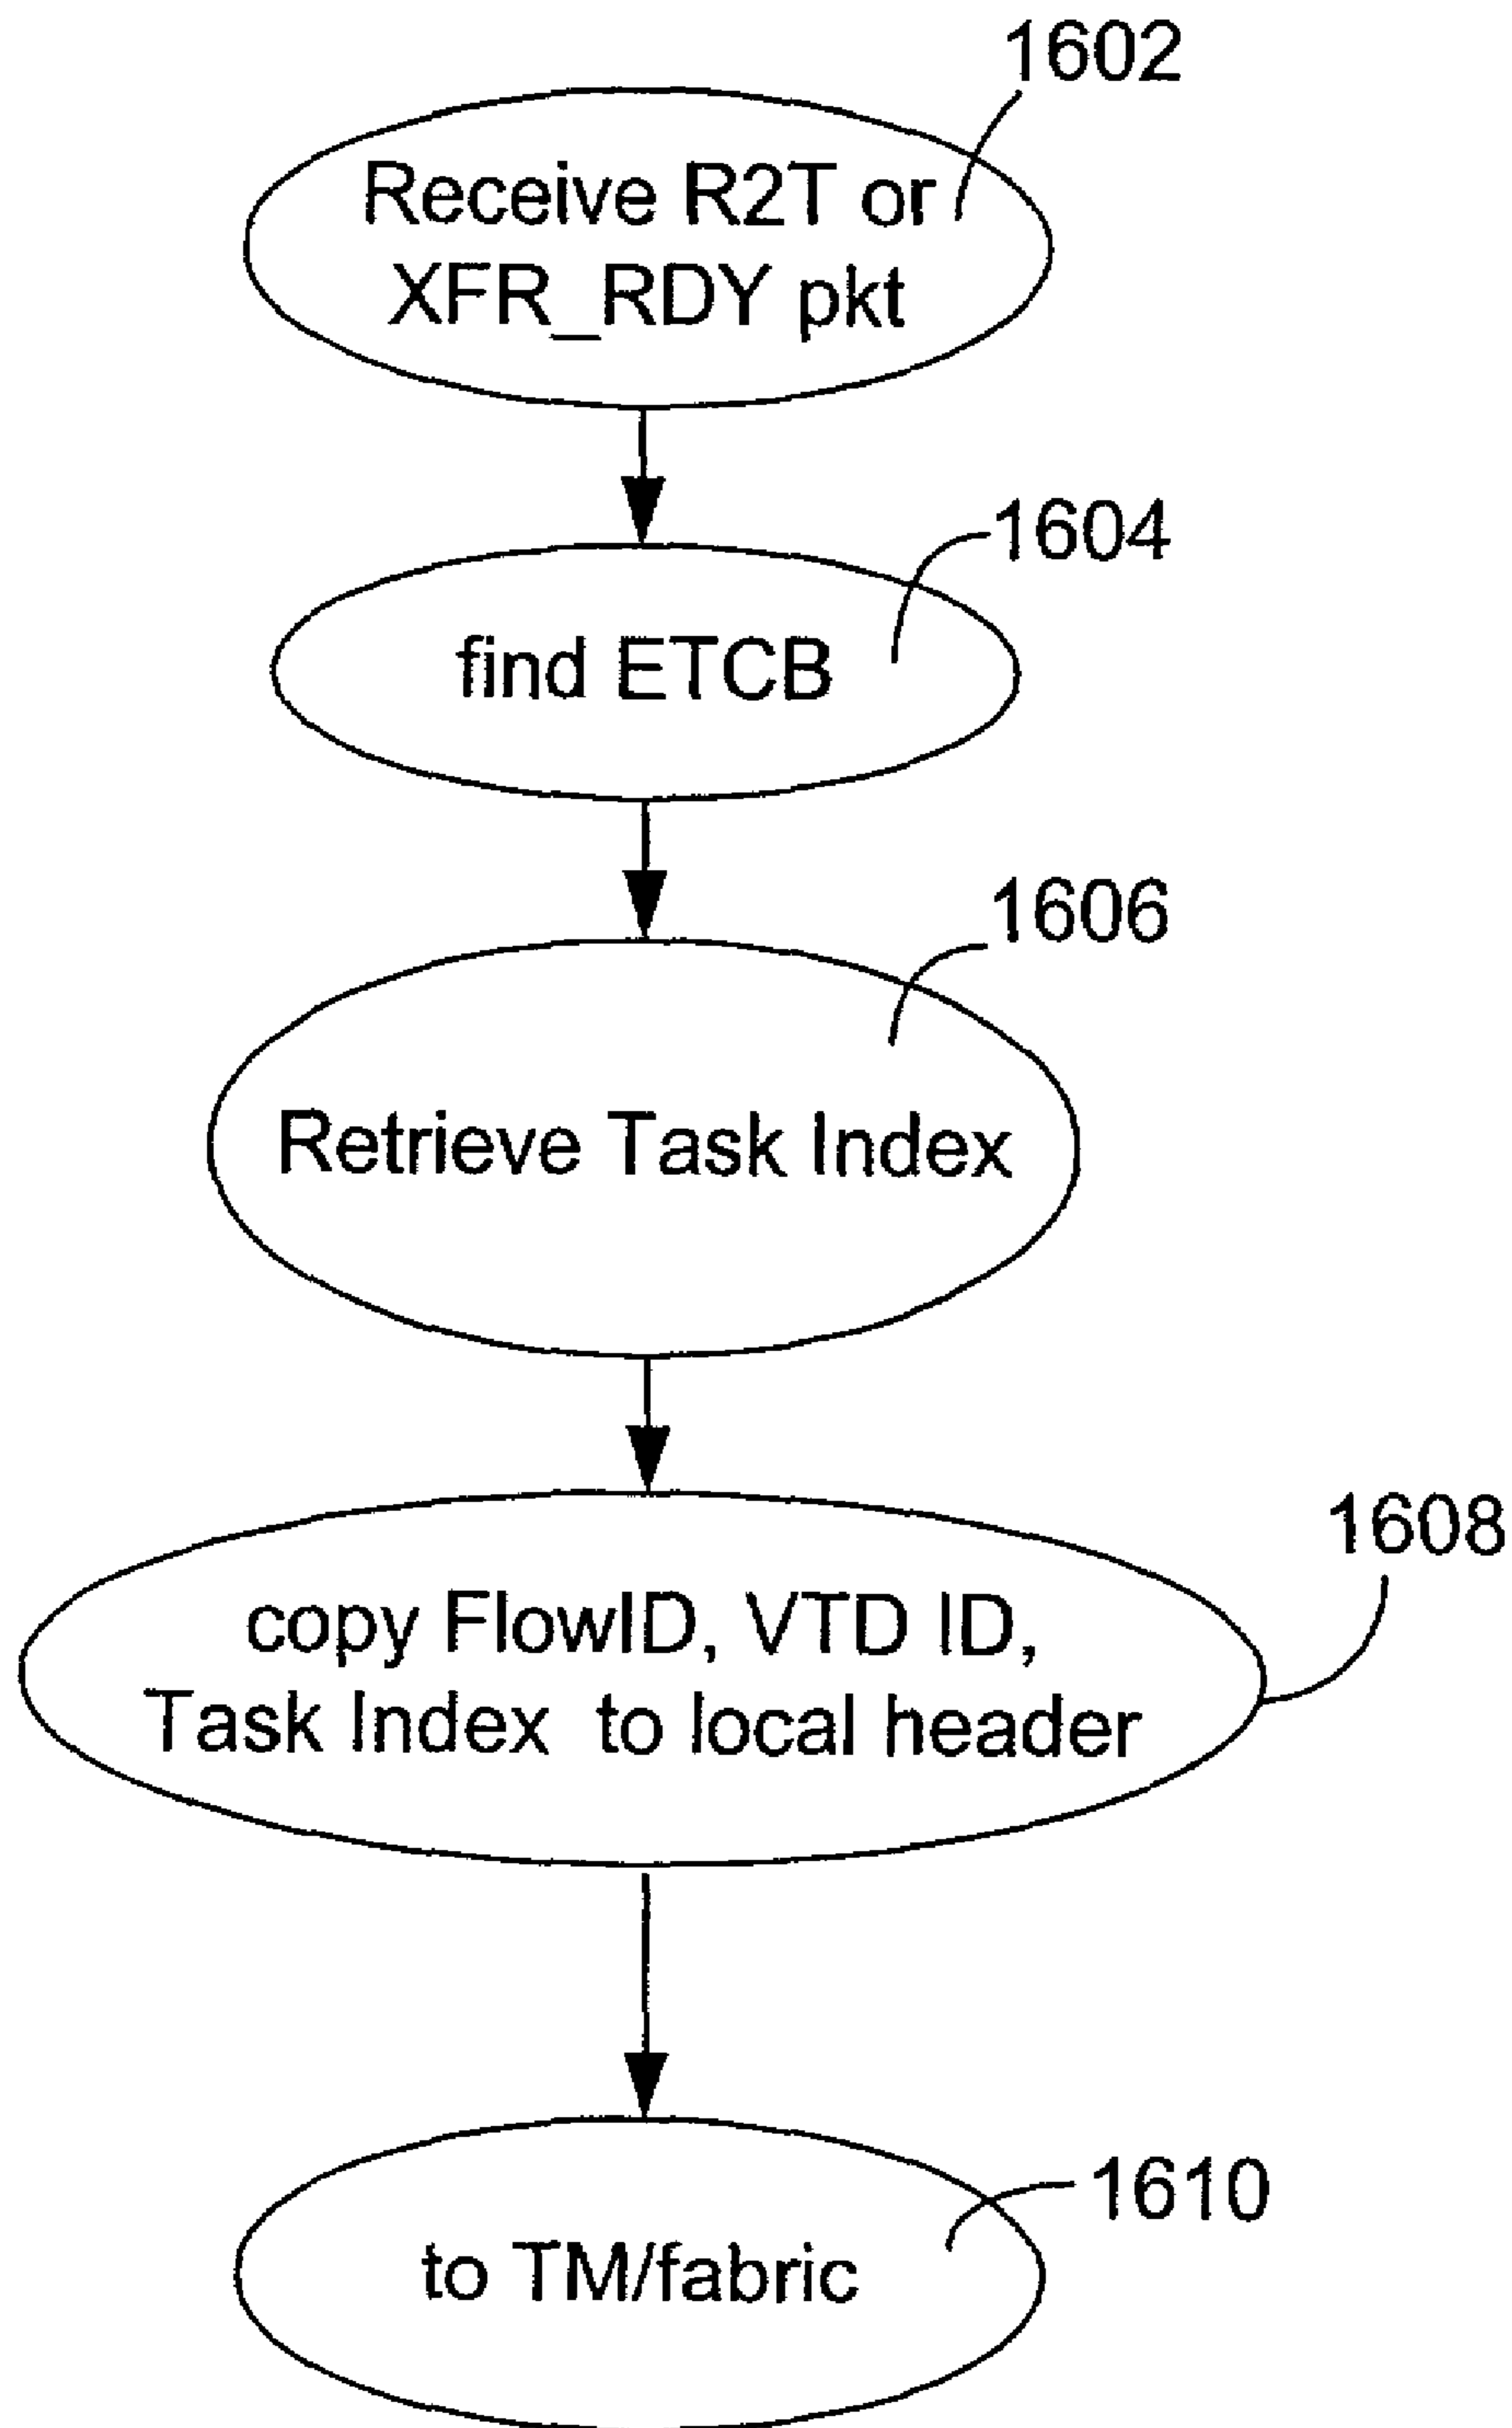 1602
Receive R2T or
XFR_RDY pkt
1604
find ETCB
1606
Retrieve Task Index
1608
copy FlowID, VTD ID,
Task Index to local header
1610
to TM/fabric